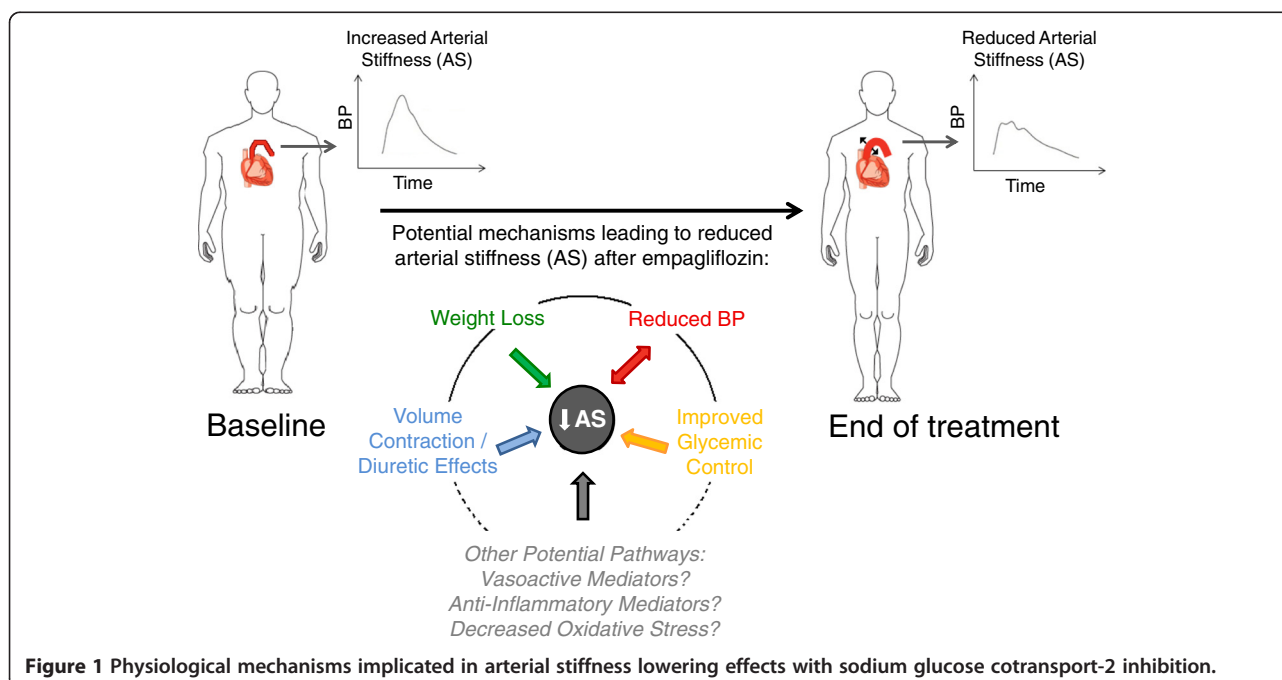 Increased Arterial
Stiffness (AS)
BP
Time
Reduced Arterial
Stiffness (AS)
BP
Time
Potential mechanisms leading to reduced
arterial stiffness (AS) after empagliflozin:
Baseline
End of treatment
Weight Loss
Reduced BP
Volume
Contraction /
Diuretic Effects
↓ AS
Improved
Glycemic
Control
Other Potential Pathways:
Vasoactive Mediators?
Anti-Inflammatory Mediators?
Decreased Oxidative Stress?
Figure 1 Physiological mechanisms implicated in arterial stiffness lowering effects with sodium glucose cotransport-2 inhibition.